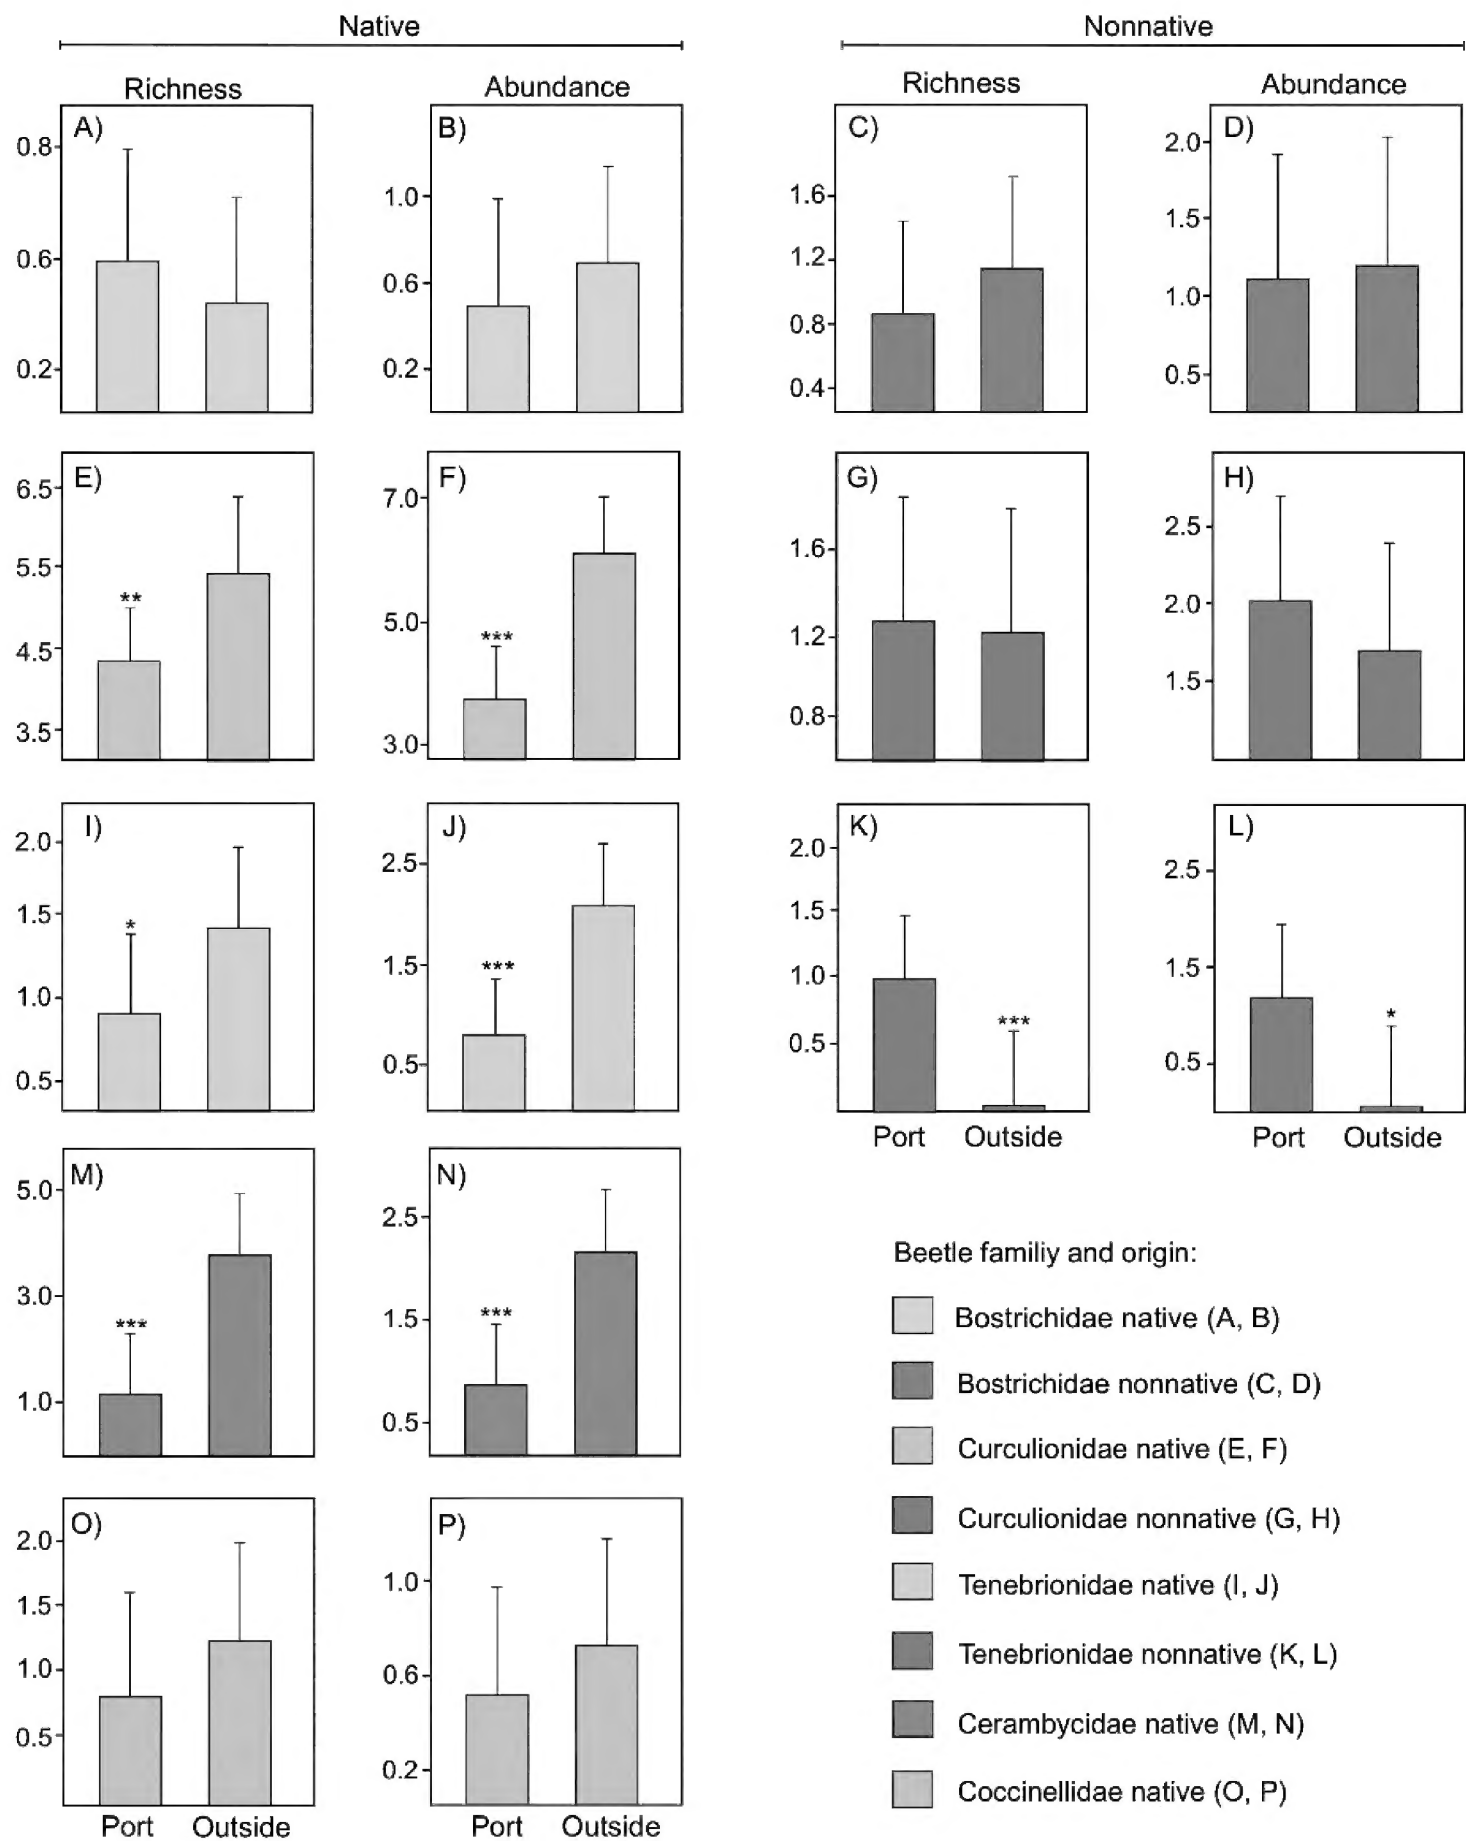 Native Nonnative
Richness Abundance Richness Abundance
A) B) C) D)
0.8 1.0 1.6 2.0
0.6 0.6 1.2 1.5
0.2 0.2 0.8 1.0
0.4 0.5
E) F) G) H)
6.5 7.0 1.6 2.5
5.5 5.0 1.2 2.0
4.5 3.0 0.8 1.5
3.5
** ***
I) J) K) L)
2.0 2.5 2.0 2.5
1.5 1.5 1.5 1.5
1.0 0.5 1.0 0.5
0.5 0.5
* *** *** *
Port Outside Port Outside
M) N)
5.0 2.5
3.0 1.5
1.0 0.5
*** ***
O) P)
2.0 1.0
1.5 0.6
1.0 0.2
0.5
Port Outside Port Outside
Beetle familiy and origin:
Bostrichidae native (A, B)
Bostrichidae nonnative (C, D)
Curculionidae native (E, F)
Curculionidae nonnative (G, H)
Tenebrionidae native (I, J)
Tenebrionidae nonnative (K, L)
Cerambycidae native (M, N)
Coccinellidae native (O, P)